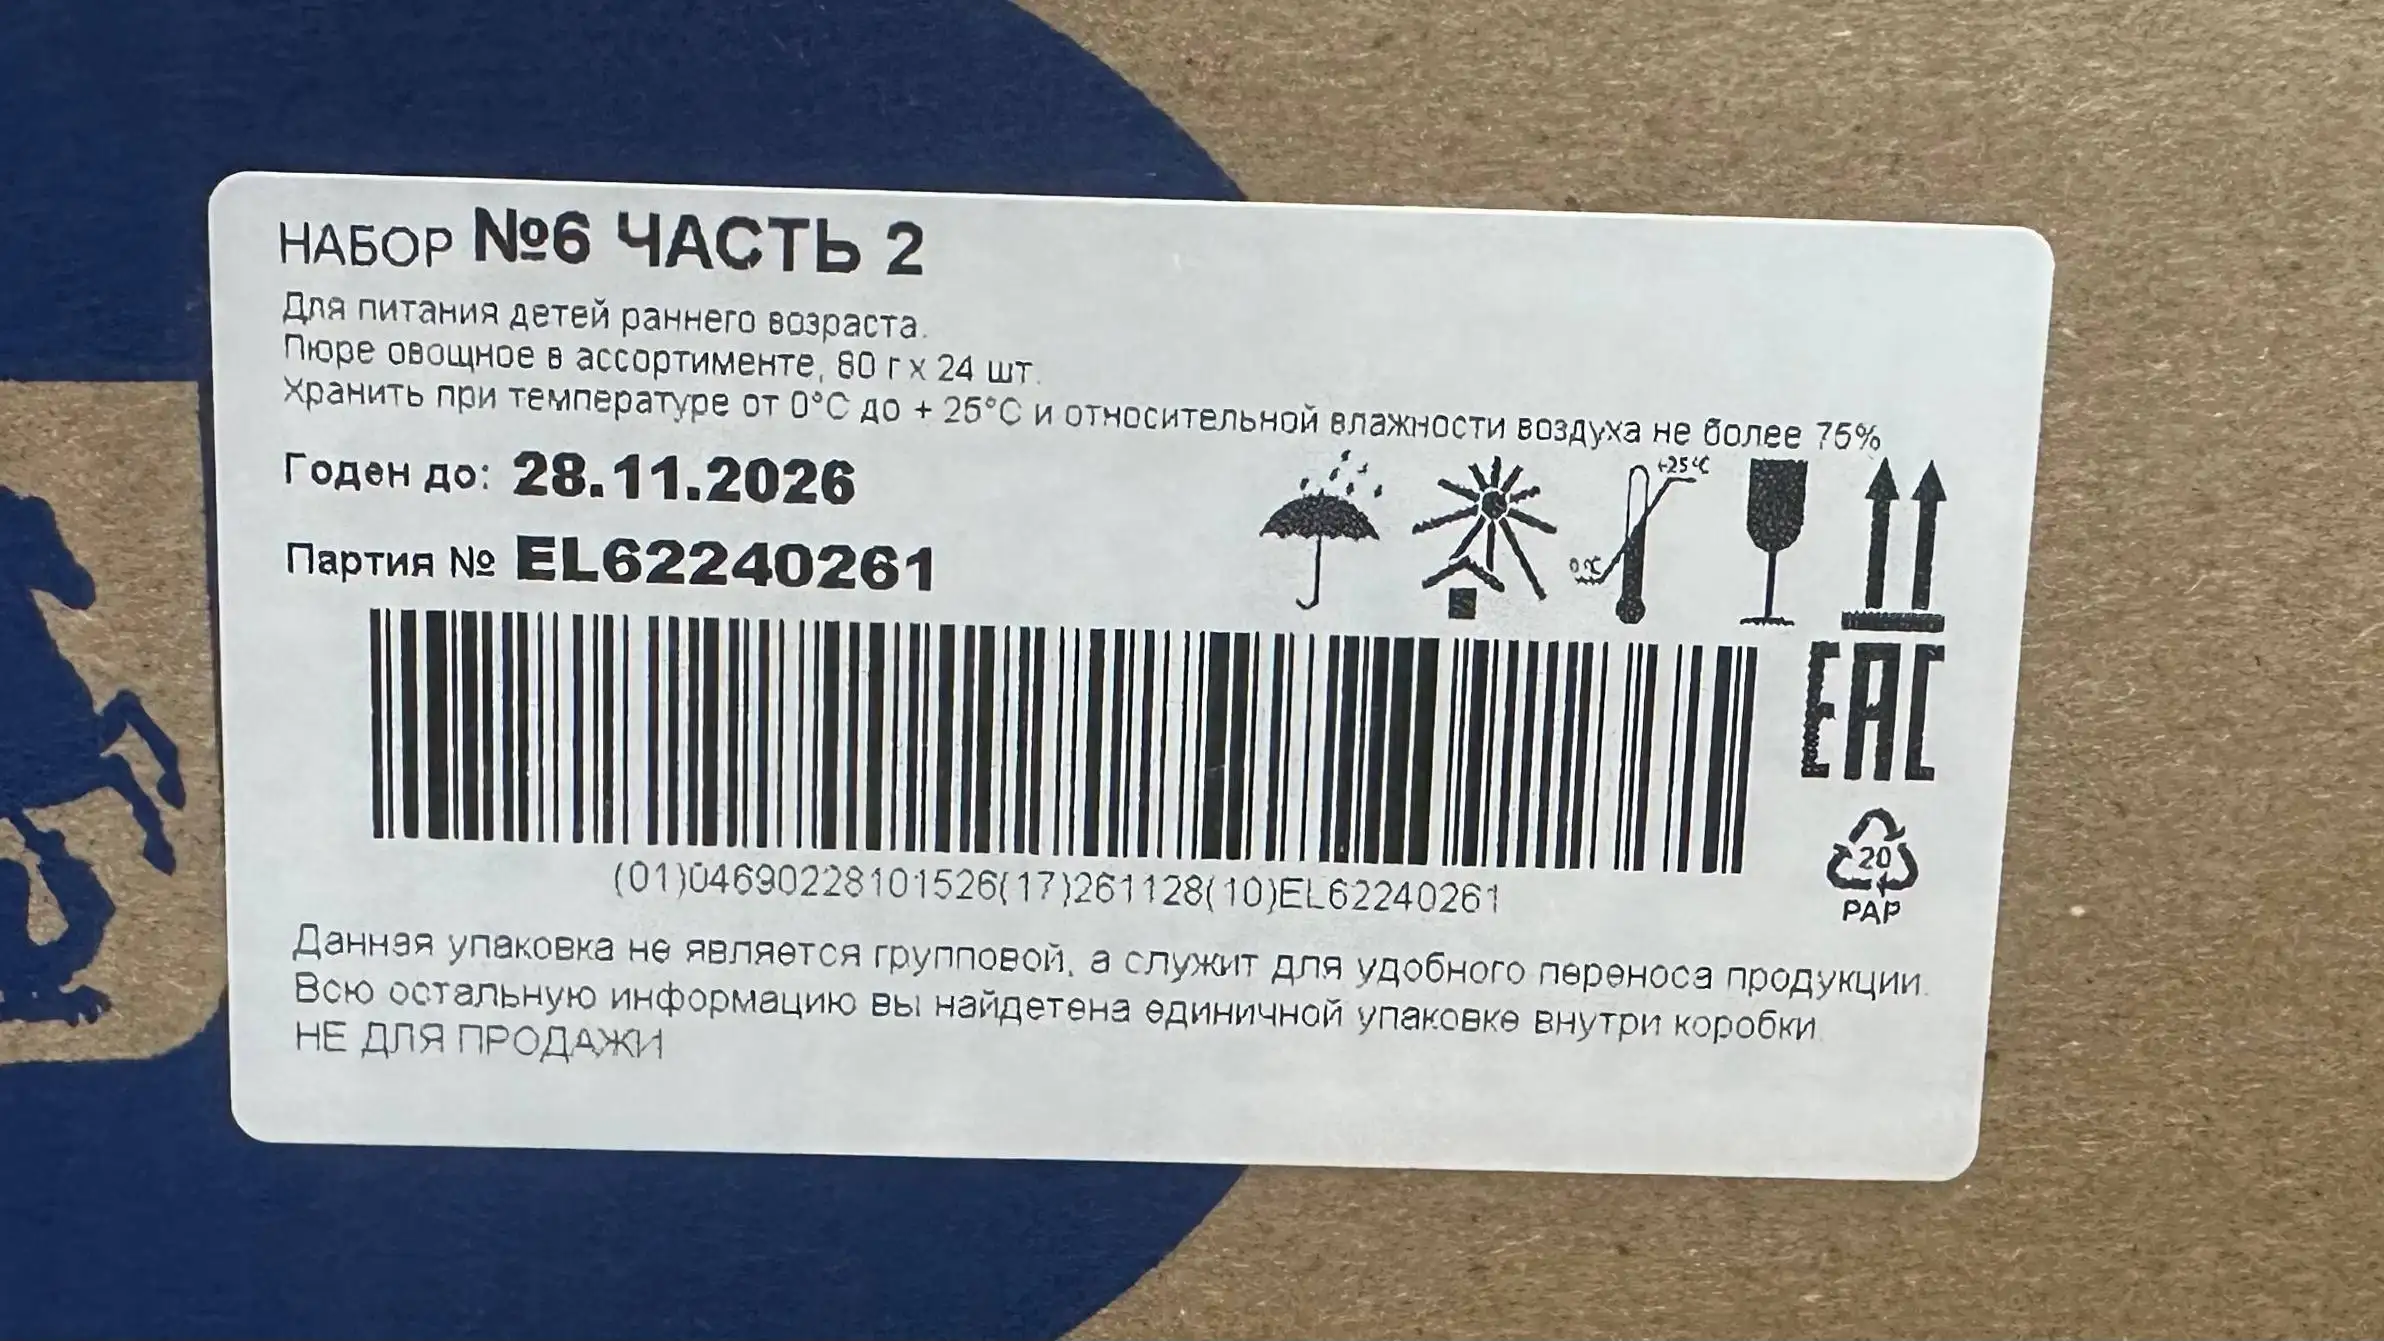 НАБОР №6 ЧАСТЬ 2
Для питания детей раннего возраста.
Пюре овощное в ассортименте, 80 г х 24 шт.
Хранить при температуре от 0°С до + 25°С и относительной влажности воздуха не более 75%
Годен до: 28.11.2026
+25°C
0°C
Партия № EL62240261
EAC
(01)04690228101526(17)261128(10)EL62240261
20
PAP
Данная упаковка не является групповой, а служит для удобного переноса продукции.
Всю остальную информацию вы найдетена единичной упаковке внутри коробки.
НЕ ДЛЯ ПРОДАЖИ